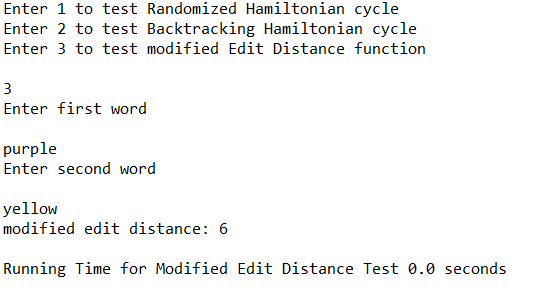 Enter 1 to test Randomized Hamiltonian cycle
Enter 2 to test Backtracking Hamiltonian cycle
Enter 3 to test modified Edit Distance function
3
Enter first word
purple
Enter second word
yellow
modified edit distance: 6
Running Time for Modified Edit Distance Test 0.0 seconds